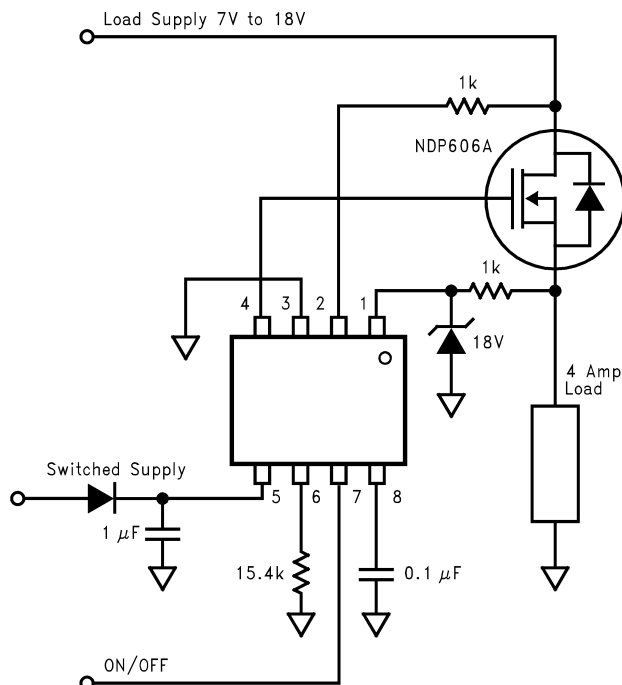 Load Supply 7V to 18V
1k
NDP606A
1k
4 3 2 1
18V
4 Amp
Load
Switched Supply
5 6 7 8
1 μF
15.4k
0.1 μF
ON/OFF